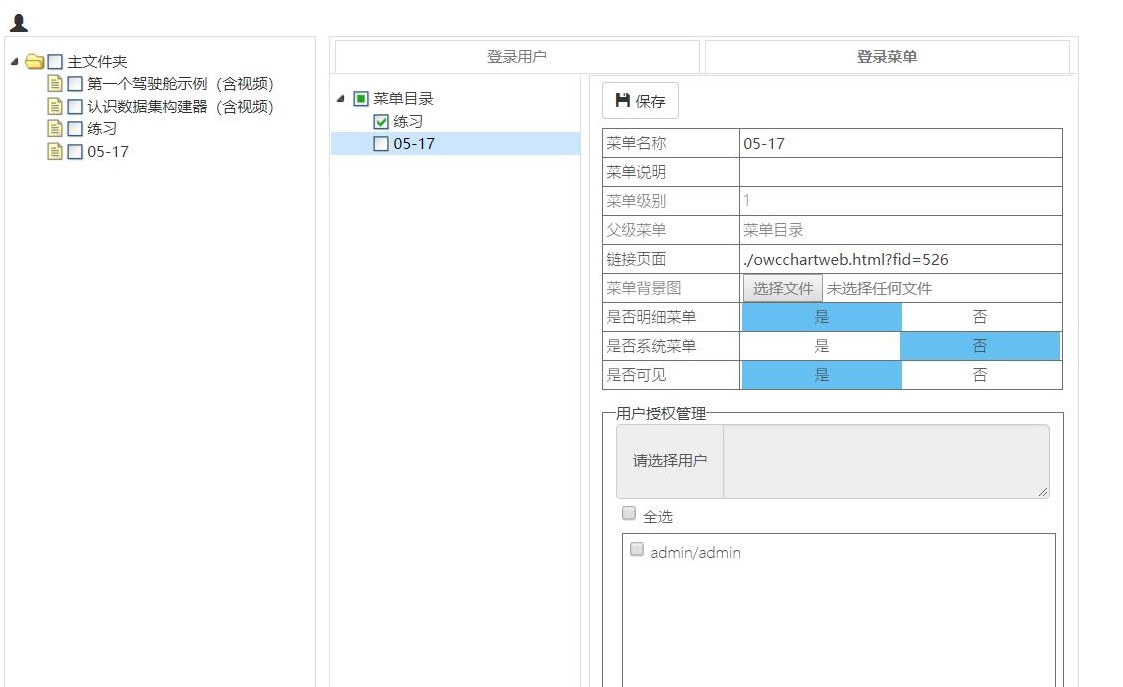 主文件夹
第一个驾驶舱示例（含视频）
认识数据集构建器（含视频）
练习
05-17
登录用户
登录菜单
菜单目录
练习
05-17
保存
菜单名称 05-17
菜单说明
菜单级别 1
父级菜单 菜单目录
链接页面 ./owcchartweb.html?fid=526
菜单背景图 选择文件 未选择任何文件
是否明细菜单 是 否
是否系统菜单 是 否
是否可见 是 否
用户授权管理
请选择用户
全选
admin/admin